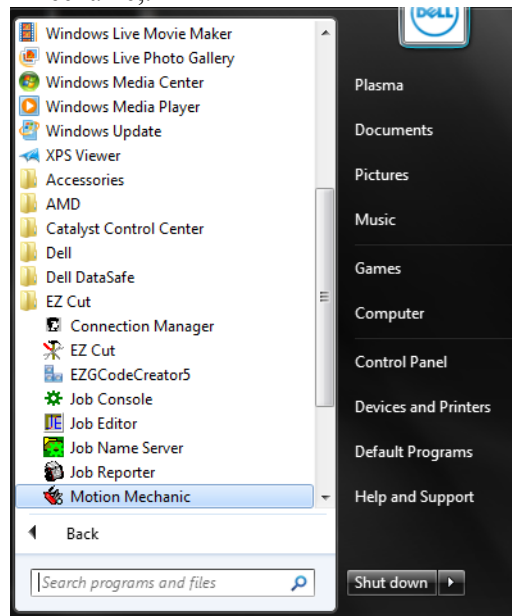 Windows Live Movie Maker
Windows Live Photo Gallery
Windows Media Center
Windows Media Player
Windows Update
XPS Viewer
Accessories
AMD
Catalyst Control Center
Dell
Dell DataSafe
EZ Cut
Connection Manager
EZ Cut
EZGCodeCreator5
Job Console
JE Job Editor
Job Name Server
Job Reporter
Motion Mechanic
Back
Search programs and files
DELL
Plasma
Documents
Pictures
Music
Games
Computer
Control Panel
Devices and Printers
Default Programs
Help and Support
Shut down